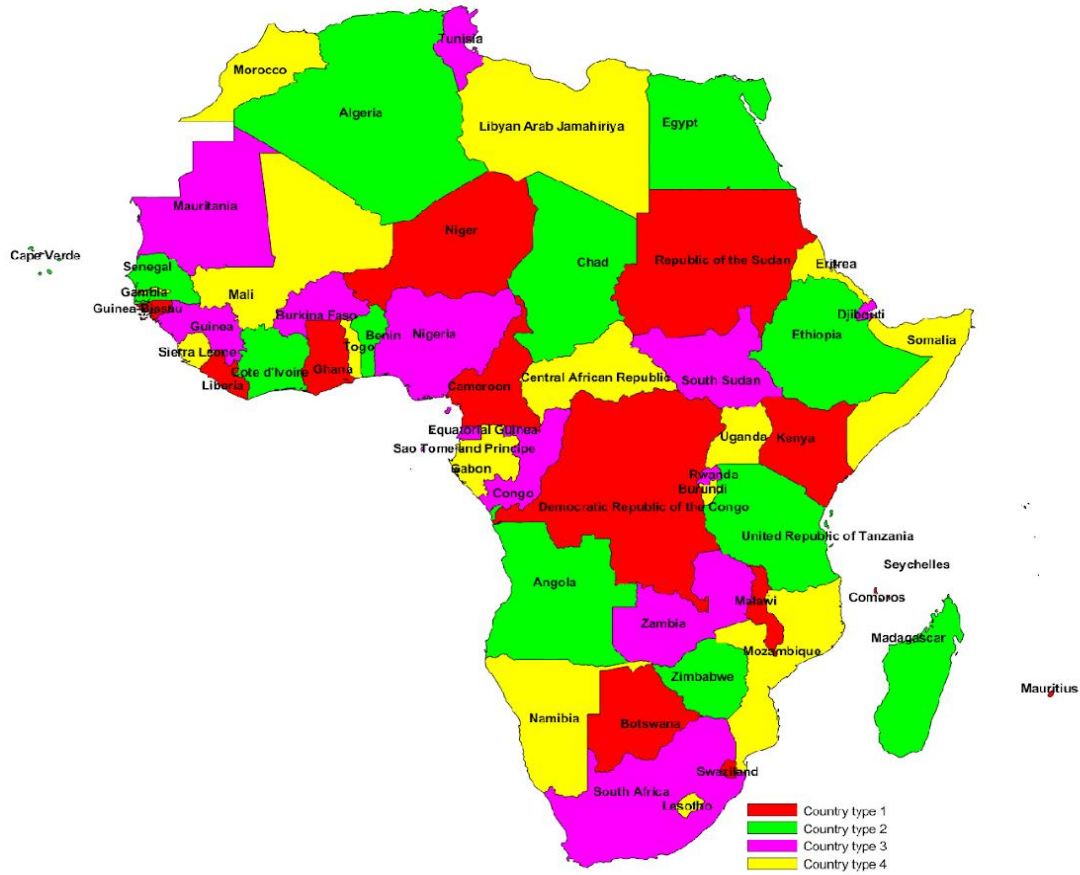 Tunisia
Morocco
Algeria
Libyan Arab Jamahiriya
Egypt
Mauritania
Niger
Cape Verde
Senegal
Chad
Republic of the Sudan
Eritrea
Gambia
Mali
Guinea-Bissau
Burkina Faso
Guinea
Nigeria
Djibouti
Benin
Ethiopia
Somalia
Togo
Sierra Leone
Ghana
Cote d'Ivoire
Liberia
Cameroon
Central African Republic
South Sudan
Equatorial Guinea
Uganda
Kenya
Sao Tome and Principe
Gabon
Rwanda
Burundi
Congo
Democratic Republic of the Congo
United Republic of Tanzania
Seychelles
Angola
Malawi
Comoros
Zambia
Madagascar
Mozambique
Zimbabwe
Mauritius
Namibia
Botswana
Swaziland
South Africa
Lesotho
Country type 1
Country type 2
Country type 3
Country type 4